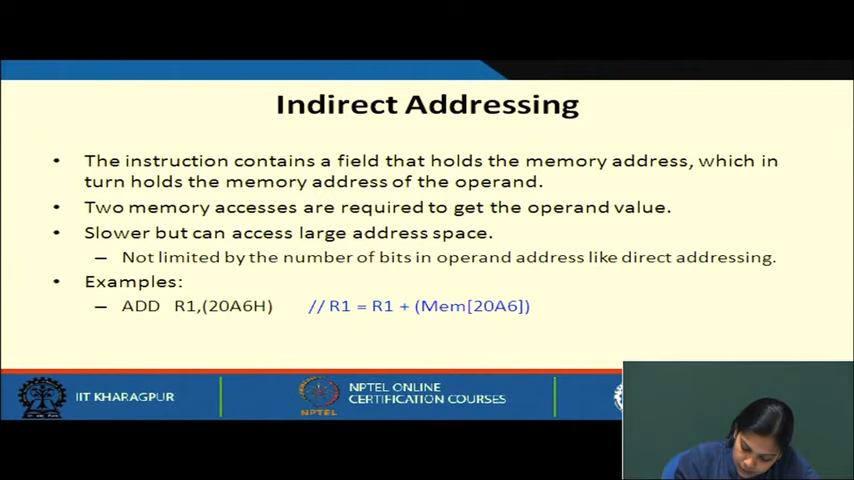 Indirect Addressing
• The instruction contains a field that holds the memory address, which in
turn holds the memory address of the operand.
• Two memory accesses are required to get the operand value.
• Slower but can access large address space.
– Not limited by the number of bits in operand address like direct addressing.
• Examples:
– ADD R1,(20A6H) // R1 = R1 + (Mem[20A6])
IIT KHARAGPUR
NPTEL ONLINE
CERTIFICATION COURSES
NPTEL